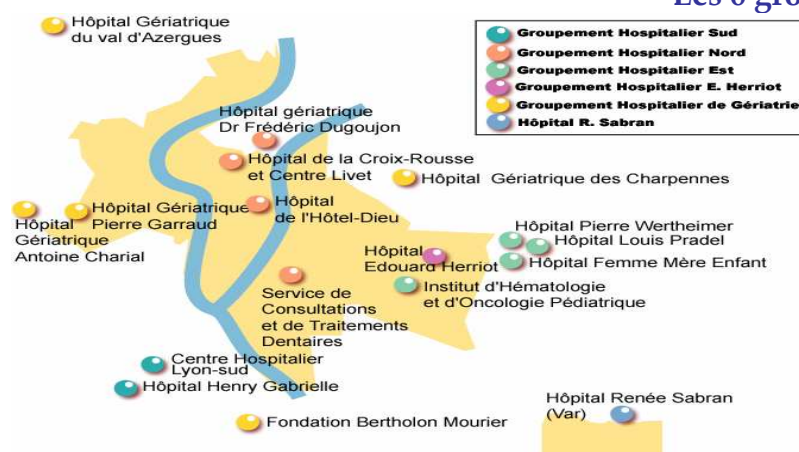 Les 6 gro
Hôpital Gériatrique
du val d'Azergues
Groupement Hospitalier Sud
Groupement Hospitalier Nord
Groupement Hospitalier Est
Groupement Hospitalier E. Herriot
Groupement Hospitalier de Gériatrie
Hôpital R. Sabran
Hôpital gériatrique
Dr Frédéric Dugoujon
Hôpital de la Croix-Rousse
et Centre Livet
Hôpital Gériatrique des Charpennes
Hôpital Gériatrique
Pierre Garraud
Hôpital
de l'Hôtel-Dieu
Hôpital
Gériatrique
Antoine Charial
Hôpital Pierre Wertheimer
Hôpital Louis Pradel
Hôpital Femme Mère Enfant
Hôpital
Edouard Herriot
Institut d'Hématologie
et d'Oncologie Pédiatrique
Service de
Consultations
et de Traitements
Dentaires
Centre Hospitalier
Lyon-sud
Hôpital Henry Gabrielle
Fondation Bertholon Mourier
Hôpital Renée Sabran
(Var)